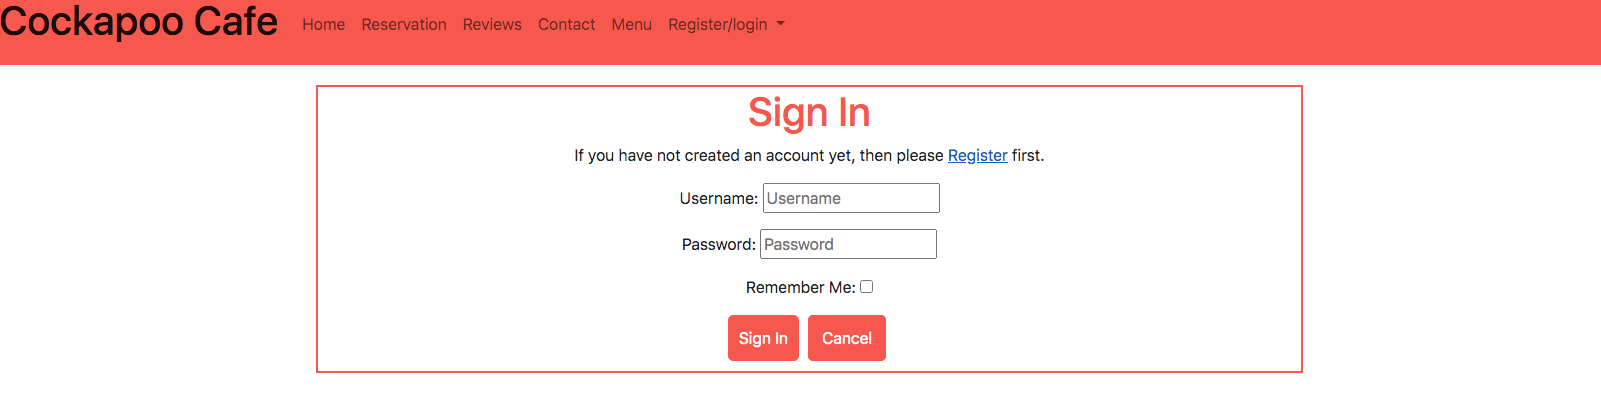 Cockapoo Cafe Home Reservation Reviews Contact Menu Register/login
Sign In
If you have not created an account yet, then please Register first.
Username: Username
Password: Password
Remember Me:
Sign In Cancel